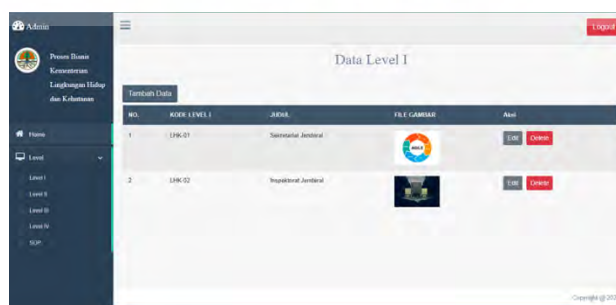 Admin
Logout
Proses Bisnis
Kementerian
Lingkungan Hidup
dan Kehutanan
Data Level I
Tambah Data
NO. KODE LEVEL I JUDUL FILE GAMBAR Aksi
1 LHK-01 Sekretariat Jenderal Edit Delete
2 LHK-02 Inspektorat Jenderal Edit Delete
Home
Level
Level I
Level II
Level III
Level IV
SOP
Copyright @ 20